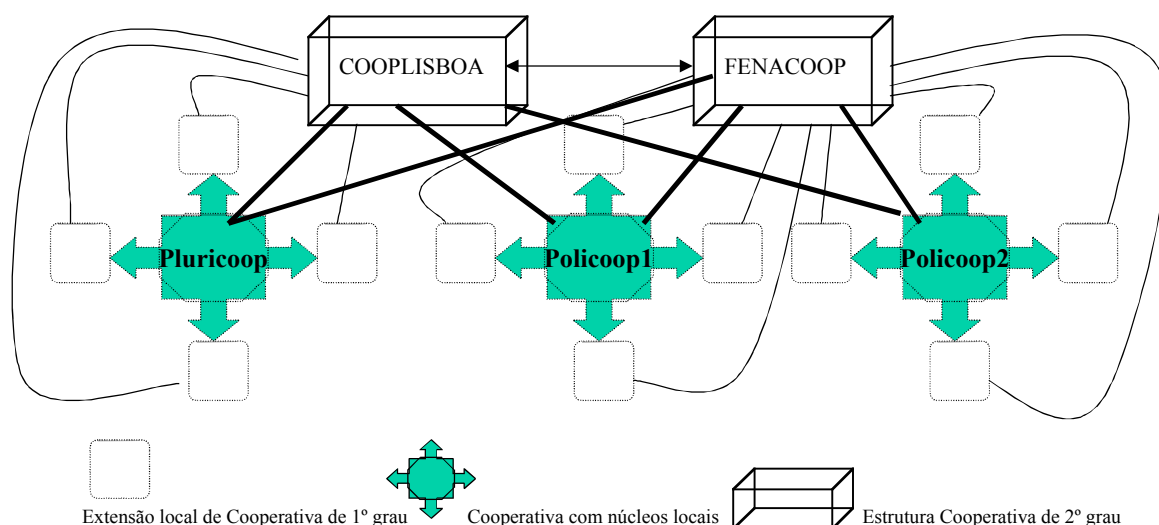 COOPLISBOA
FENACOOP
Pluricoop
Policoop1
Policoop2
Extensão local de Cooperativa de 1º grau
Cooperativa com núcleos locais
Estrutura Cooperativa de 2º grau